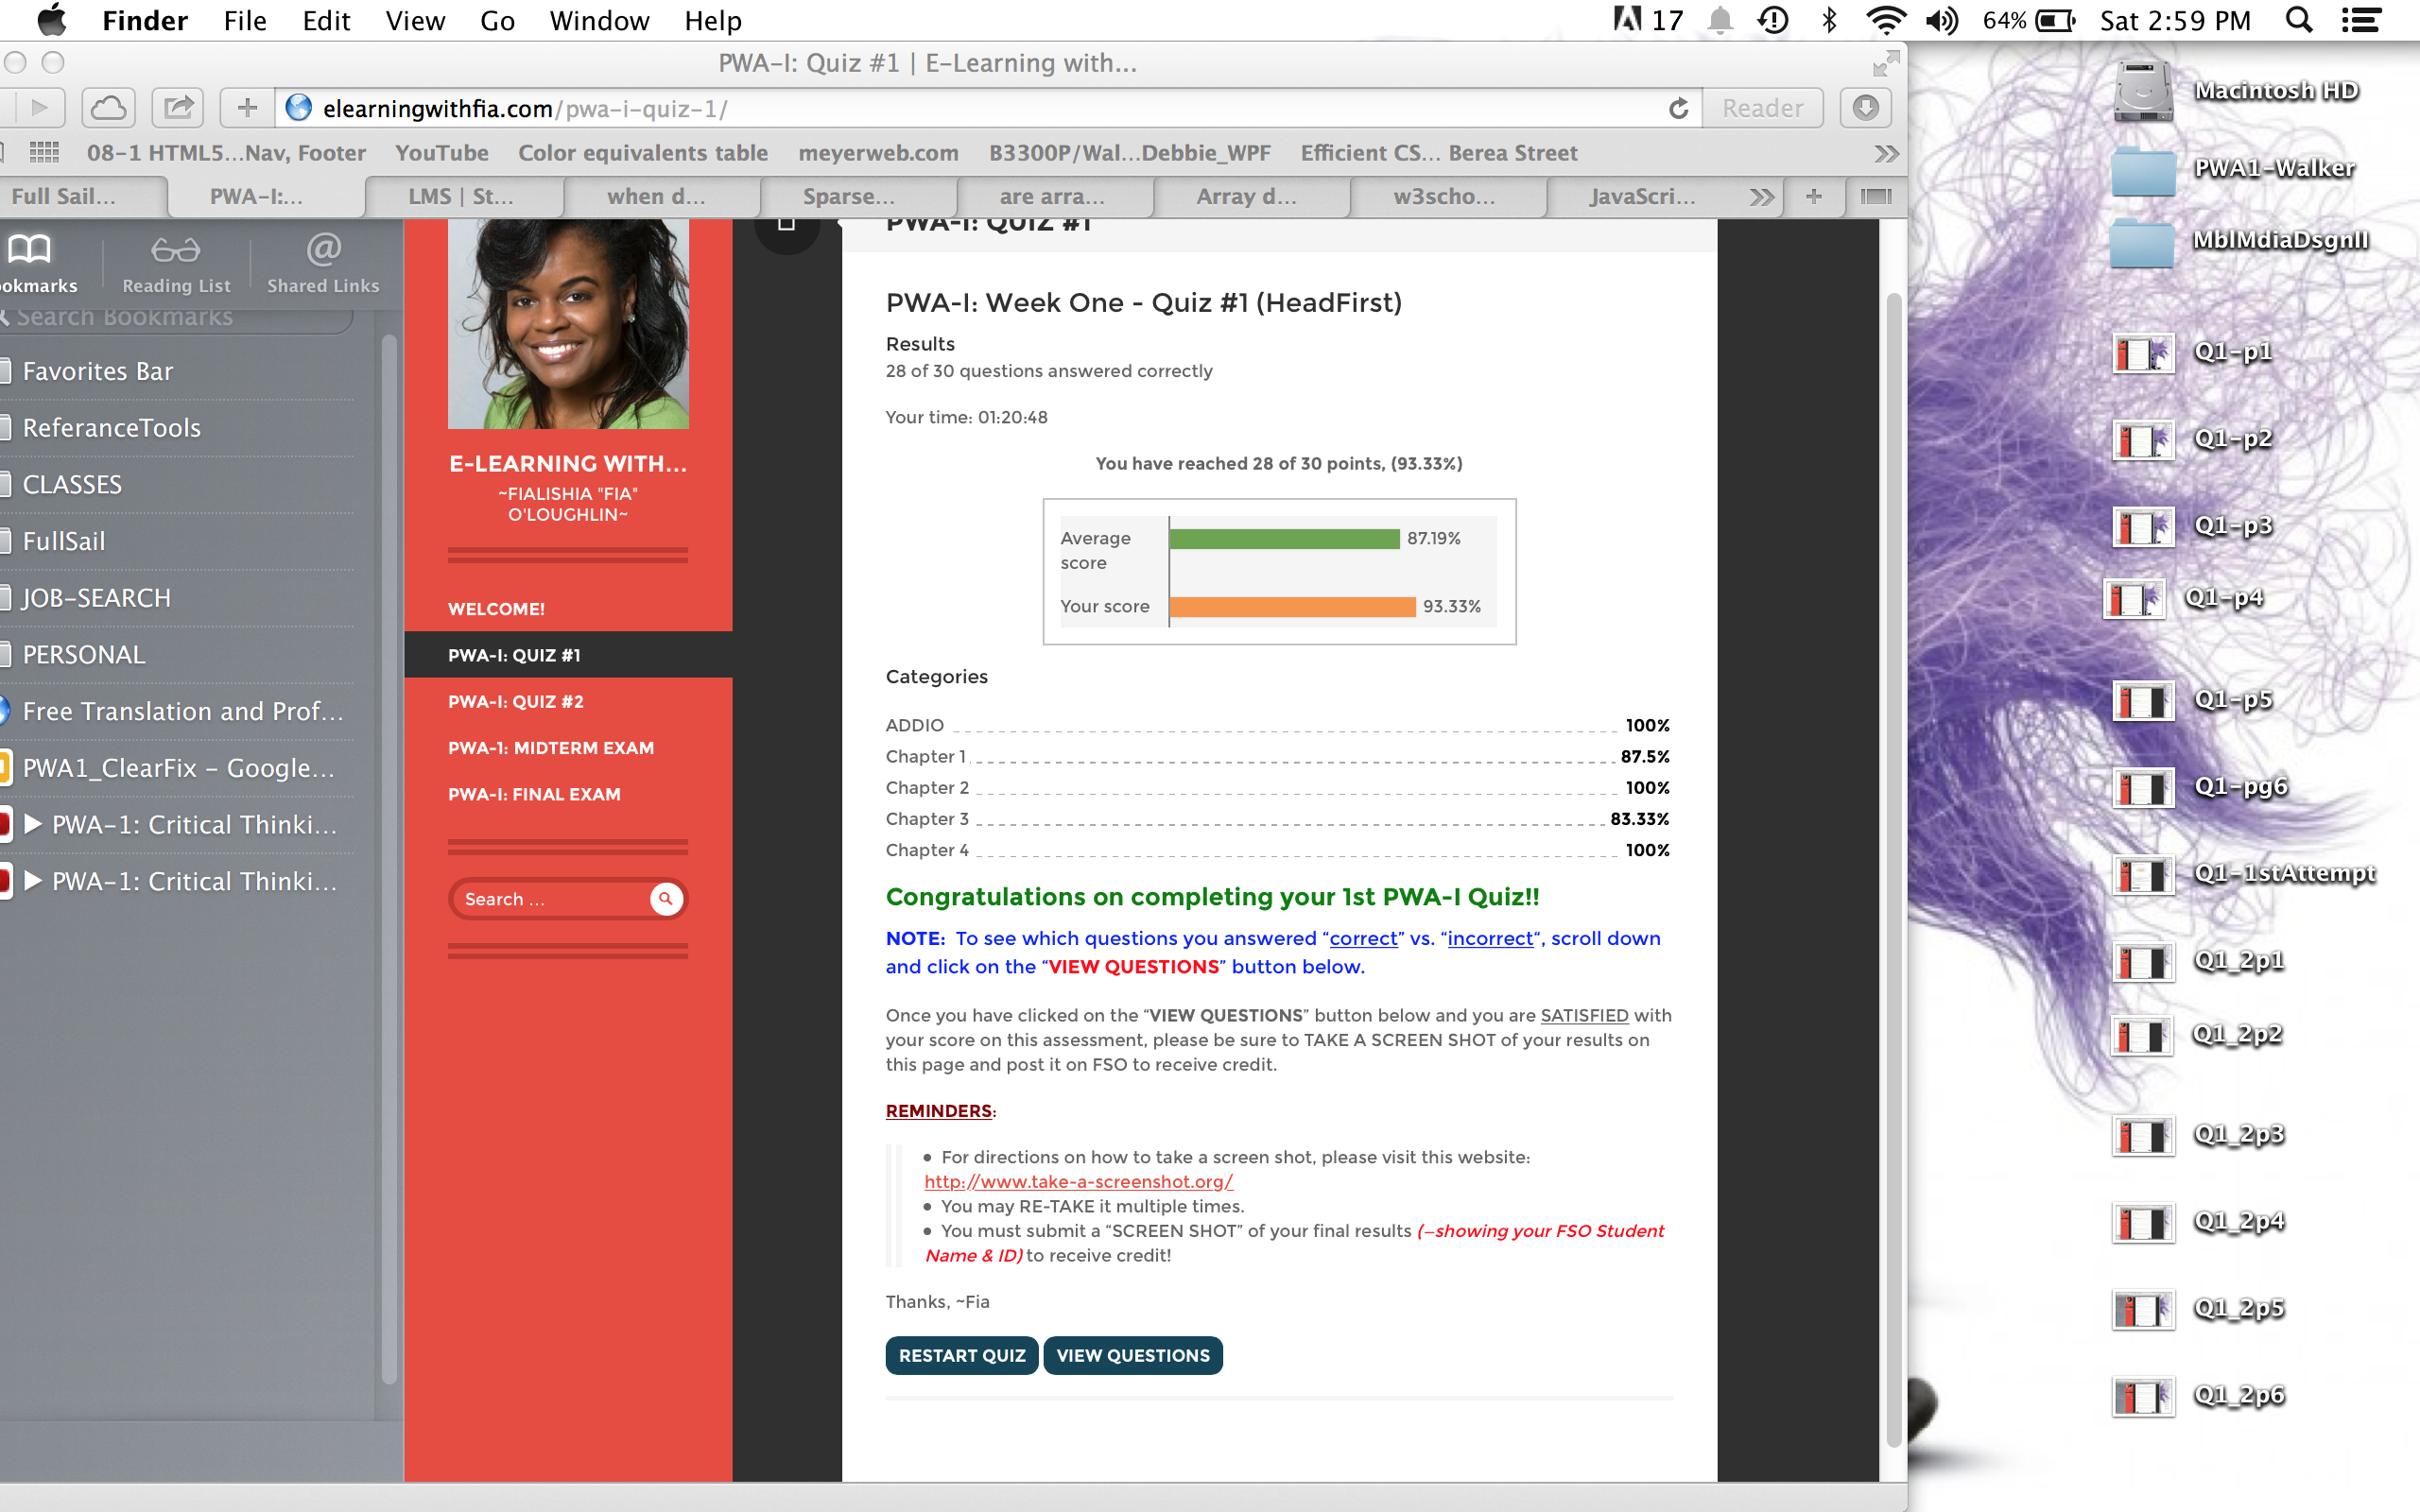 Finder File Edit View Go Window Help 17 64% Sat 2:59 PM
PWA-I: Quiz #1 | E-Learning with...
elearningwithfia.com/pwa-i-quiz-1/ Reader
08-1 HTML5...Nav, Footer YouTube Color equivalents table meyerweb.com B3300P/Wal...Debbie_WPF Efficient CS... Berea Street >>
Full Sail... PWA-I:... LMS | St... when d... Sparse... are arra... Array d... w3scho... JavaScri... >> +
okmarks Reading List @ Shared Links
Search Bookmarks
Favorites Bar
ReferanceTools
CLASSES
FullSail
JOB-SEARCH
PERSONAL
Free Translation and Prof...
PWA1_ClearFix - Google...
▶ PWA-1: Critical Thinki...
▶ PWA-1: Critical Thinki...
E-LEARNING WITH...
~FIALISHIA "FIA"
O'LOUGHLIN~
WELCOME!
PWA-I: QUIZ #1
PWA-I: QUIZ #2
PWA-1: MIDTERM EXAM
PWA-I: FINAL EXAM
Search ...
PWA-I: QUIZ #1
PWA-I: Week One - Quiz #1 (HeadFirst)
Results
28 of 30 questions answered correctly
Your time: 01:20:48
You have reached 28 of 30 points, (93.33%)
Average score 87.19%
Your score 93.33%
Categories
ADDIO 100%
Chapter 1 87.5%
Chapter 2 100%
Chapter 3 83.33%
Chapter 4 100%
Congratulations on completing your 1st PWA-I Quiz!!
NOTE: To see which questions you answered “correct” vs. “incorrect“, scroll down
and click on the “VIEW QUESTIONS” button below.
Once you have clicked on the “VIEW QUESTIONS” button below and you are SATISFIED with
your score on this assessment, please be sure to TAKE A SCREEN SHOT of your results on
this page and post it on FSO to receive credit.
REMINDERS:
• For directions on how to take a screen shot, please visit this website:
http://www.take-a-screenshot.org/
• You may RE-TAKE it multiple times.
• You must submit a “SCREEN SHOT” of your final results (–showing your FSO Student
Name & ID) to receive credit!
Thanks, ~Fia
RESTART QUIZ VIEW QUESTIONS
Macintosh HD
PWA1-Walker
MblMdiaDsgnII
Q1-p1
Q1-p2
Q1-p3
Q1-p4
Q1-p5
Q1-pg6
Q1-1stAttempt
Q1_2p1
Q1_2p2
Q1_2p3
Q1_2p4
Q1_2p5
Q1_2p6